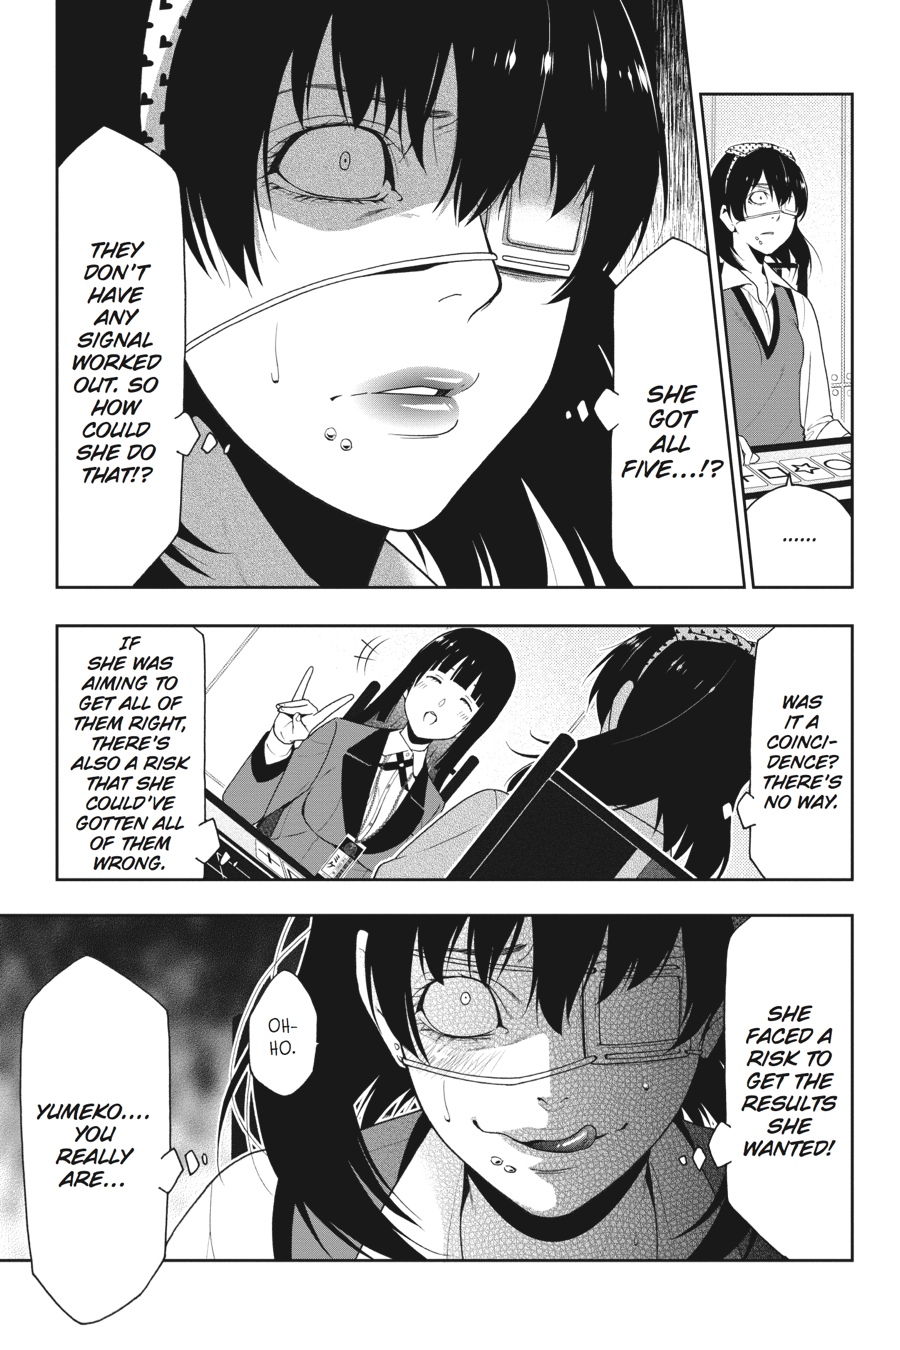 ......
SHE
GOT
ALL
FIVE...!?
THEY
DON'T
HAVE
ANY
SIGNAL
WORKED
OUT. SO
HOW
COULD
SHE DO
THAT!?
WAS
IT A
COINCI-
DENCE?
THERE'S
NO WAY.
IF
SHE WAS
AIMING TO
GET ALL OF
THEM RIGHT,
THERE'S
ALSO A RISK
THAT SHE
COULD'VE
GOTTEN ALL
OF THEM
WRONG.
SHE
FACED A
RISK TO
GET THE
RESULTS
SHE
WANTED!
OH-
HO.
YUMEKO....
YOU
REALLY
ARE...